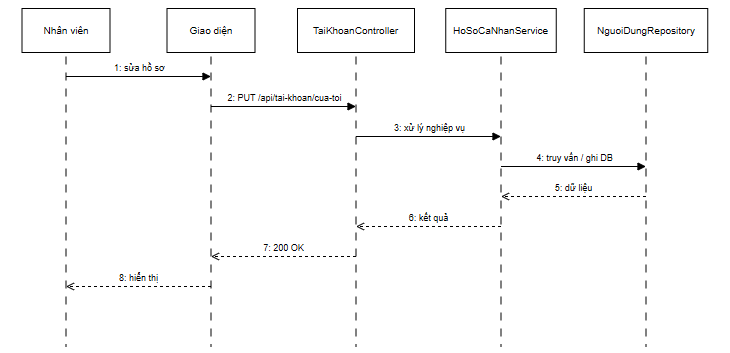 Nhân viên
Giao diện
TaiKhoanController
HoSoCaNhanService
NguoiDungRepository
1: sửa hồ sơ
2: PUT /api/tai-khoan/cua-toi
3: xử lý nghiệp vụ
4: truy vấn / ghi DB
5: dữ liệu
6: kết quả
7: 200 OK
8: hiển thị